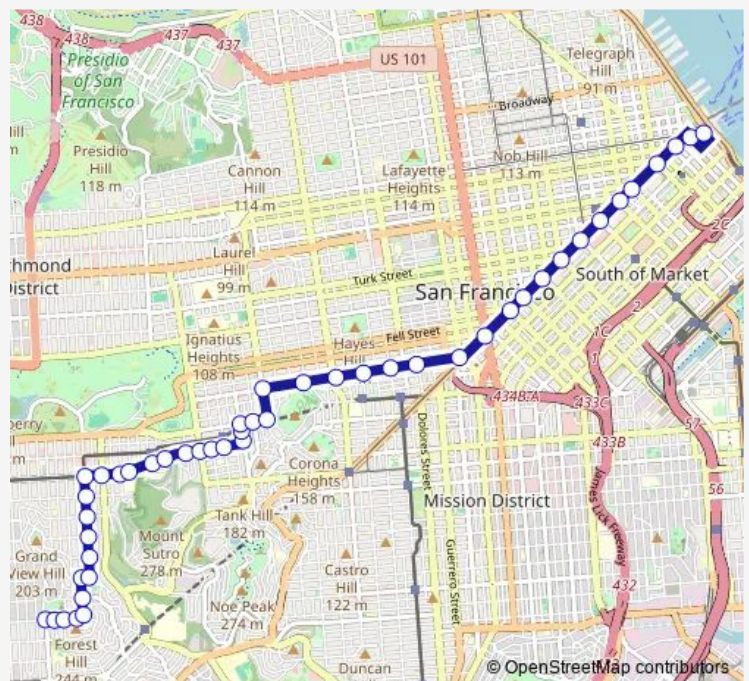 438
438
437
437
Presidio
of San
Francisco
US 101
Telegraph
Hill
91 m
Broadway
Presidio
Hill
118 m
Cannon
Hill
114 m
Lafayette
Heights
114 m
Nob Hill
113 m
2C
Laurel
Hill
99 m
hmond
District
Turk Street
South of Market
San Francisco
2
1C
1
Ignatius
Heights
108 m
Hayes
Hill
Fell Street
434B;A
433C
433B
57
56
Dolores Street
Corona
Heights
158 m
Mission District
James Lick Freeway
Tank Hill
182 m
Mount
Sutro
278 m
Guerrero Street
Grand
View Hill
203 m
Castro
Hill
122 m
432
Noe Peak
274 m
Forest
Hill
244 m
Duncan
© OpenStreetMap contributors